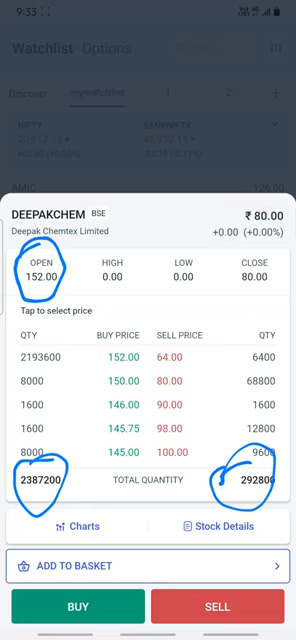 9:33
Watchlist Options
Discover mywatchlist 1 2 +
NIFTY BANKNIFTY
AMIC 126.00
DEEPAKCHEM BSE ₹ 80.00
Deepak Chemtex Limited +0.00 (+0.00%)
OPEN HIGH LOW CLOSE
152.00 0.00 0.00 80.00
Tap to select price
QTY BUY PRICE SELL PRICE QTY
2193600 152.00 64.00 6400
8000 150.00 80.00 68800
1600 146.00 90.00 1600
1600 145.75 98.00 12800
8000 145.00 100.00 9600
2387200 TOTAL QUANTITY 292800
Charts Stock Details
ADD TO BASKET
BUY SELL